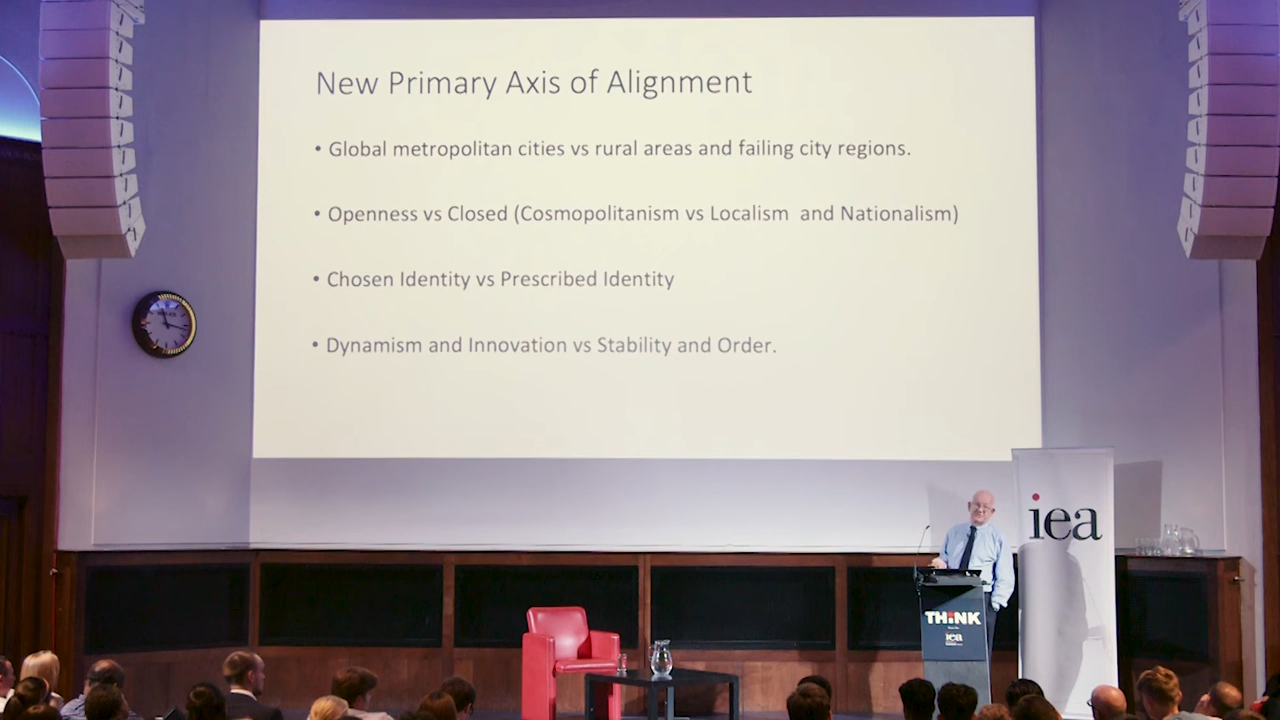 New Primary Axis of Alignment
• Global metropolitan cities vs rural areas and failing city regions.
• Openness vs Closed (Cosmopolitanism vs Localism  and Nationalism)
• Chosen Identity vs Prescribed Identity
• Dynamism and Innovation vs Stability and Order.
iea
THiNK
iea